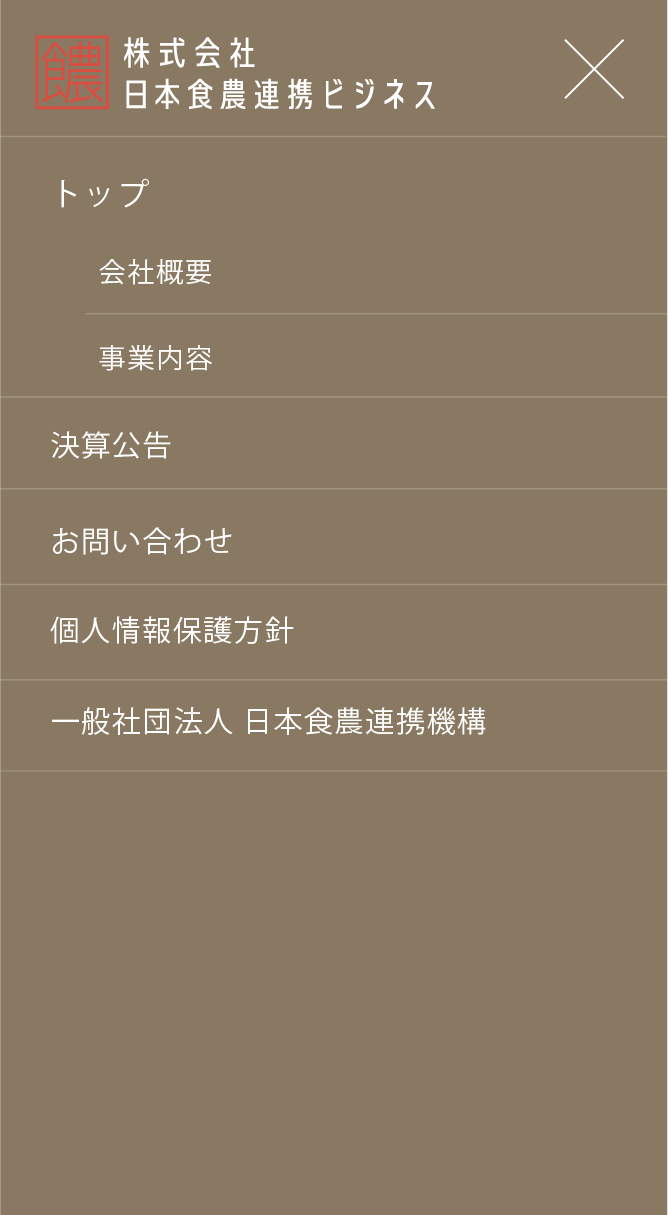 株式会社
日本食農連携ビジネス
トップ
会社概要
事業内容
決算公告
お問い合わせ
個人情報保護方針
一般社団法人 日本食農連携機構